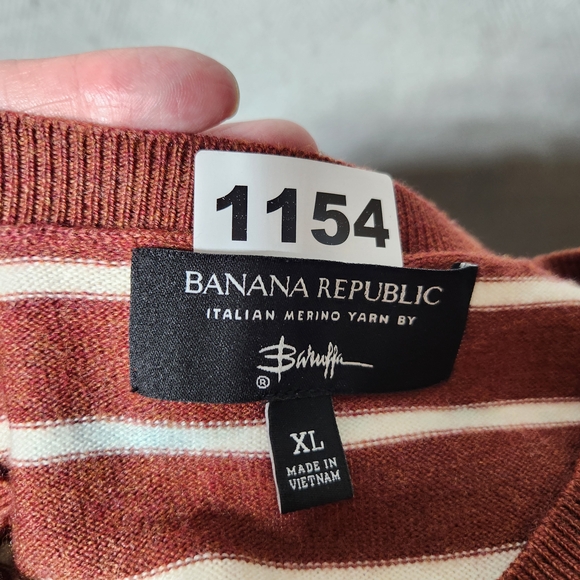 1154
BANANA REPUBLIC
ITALIAN MERINO YARN BY
Baruffa
®
XL
MADE IN
VIETNAM